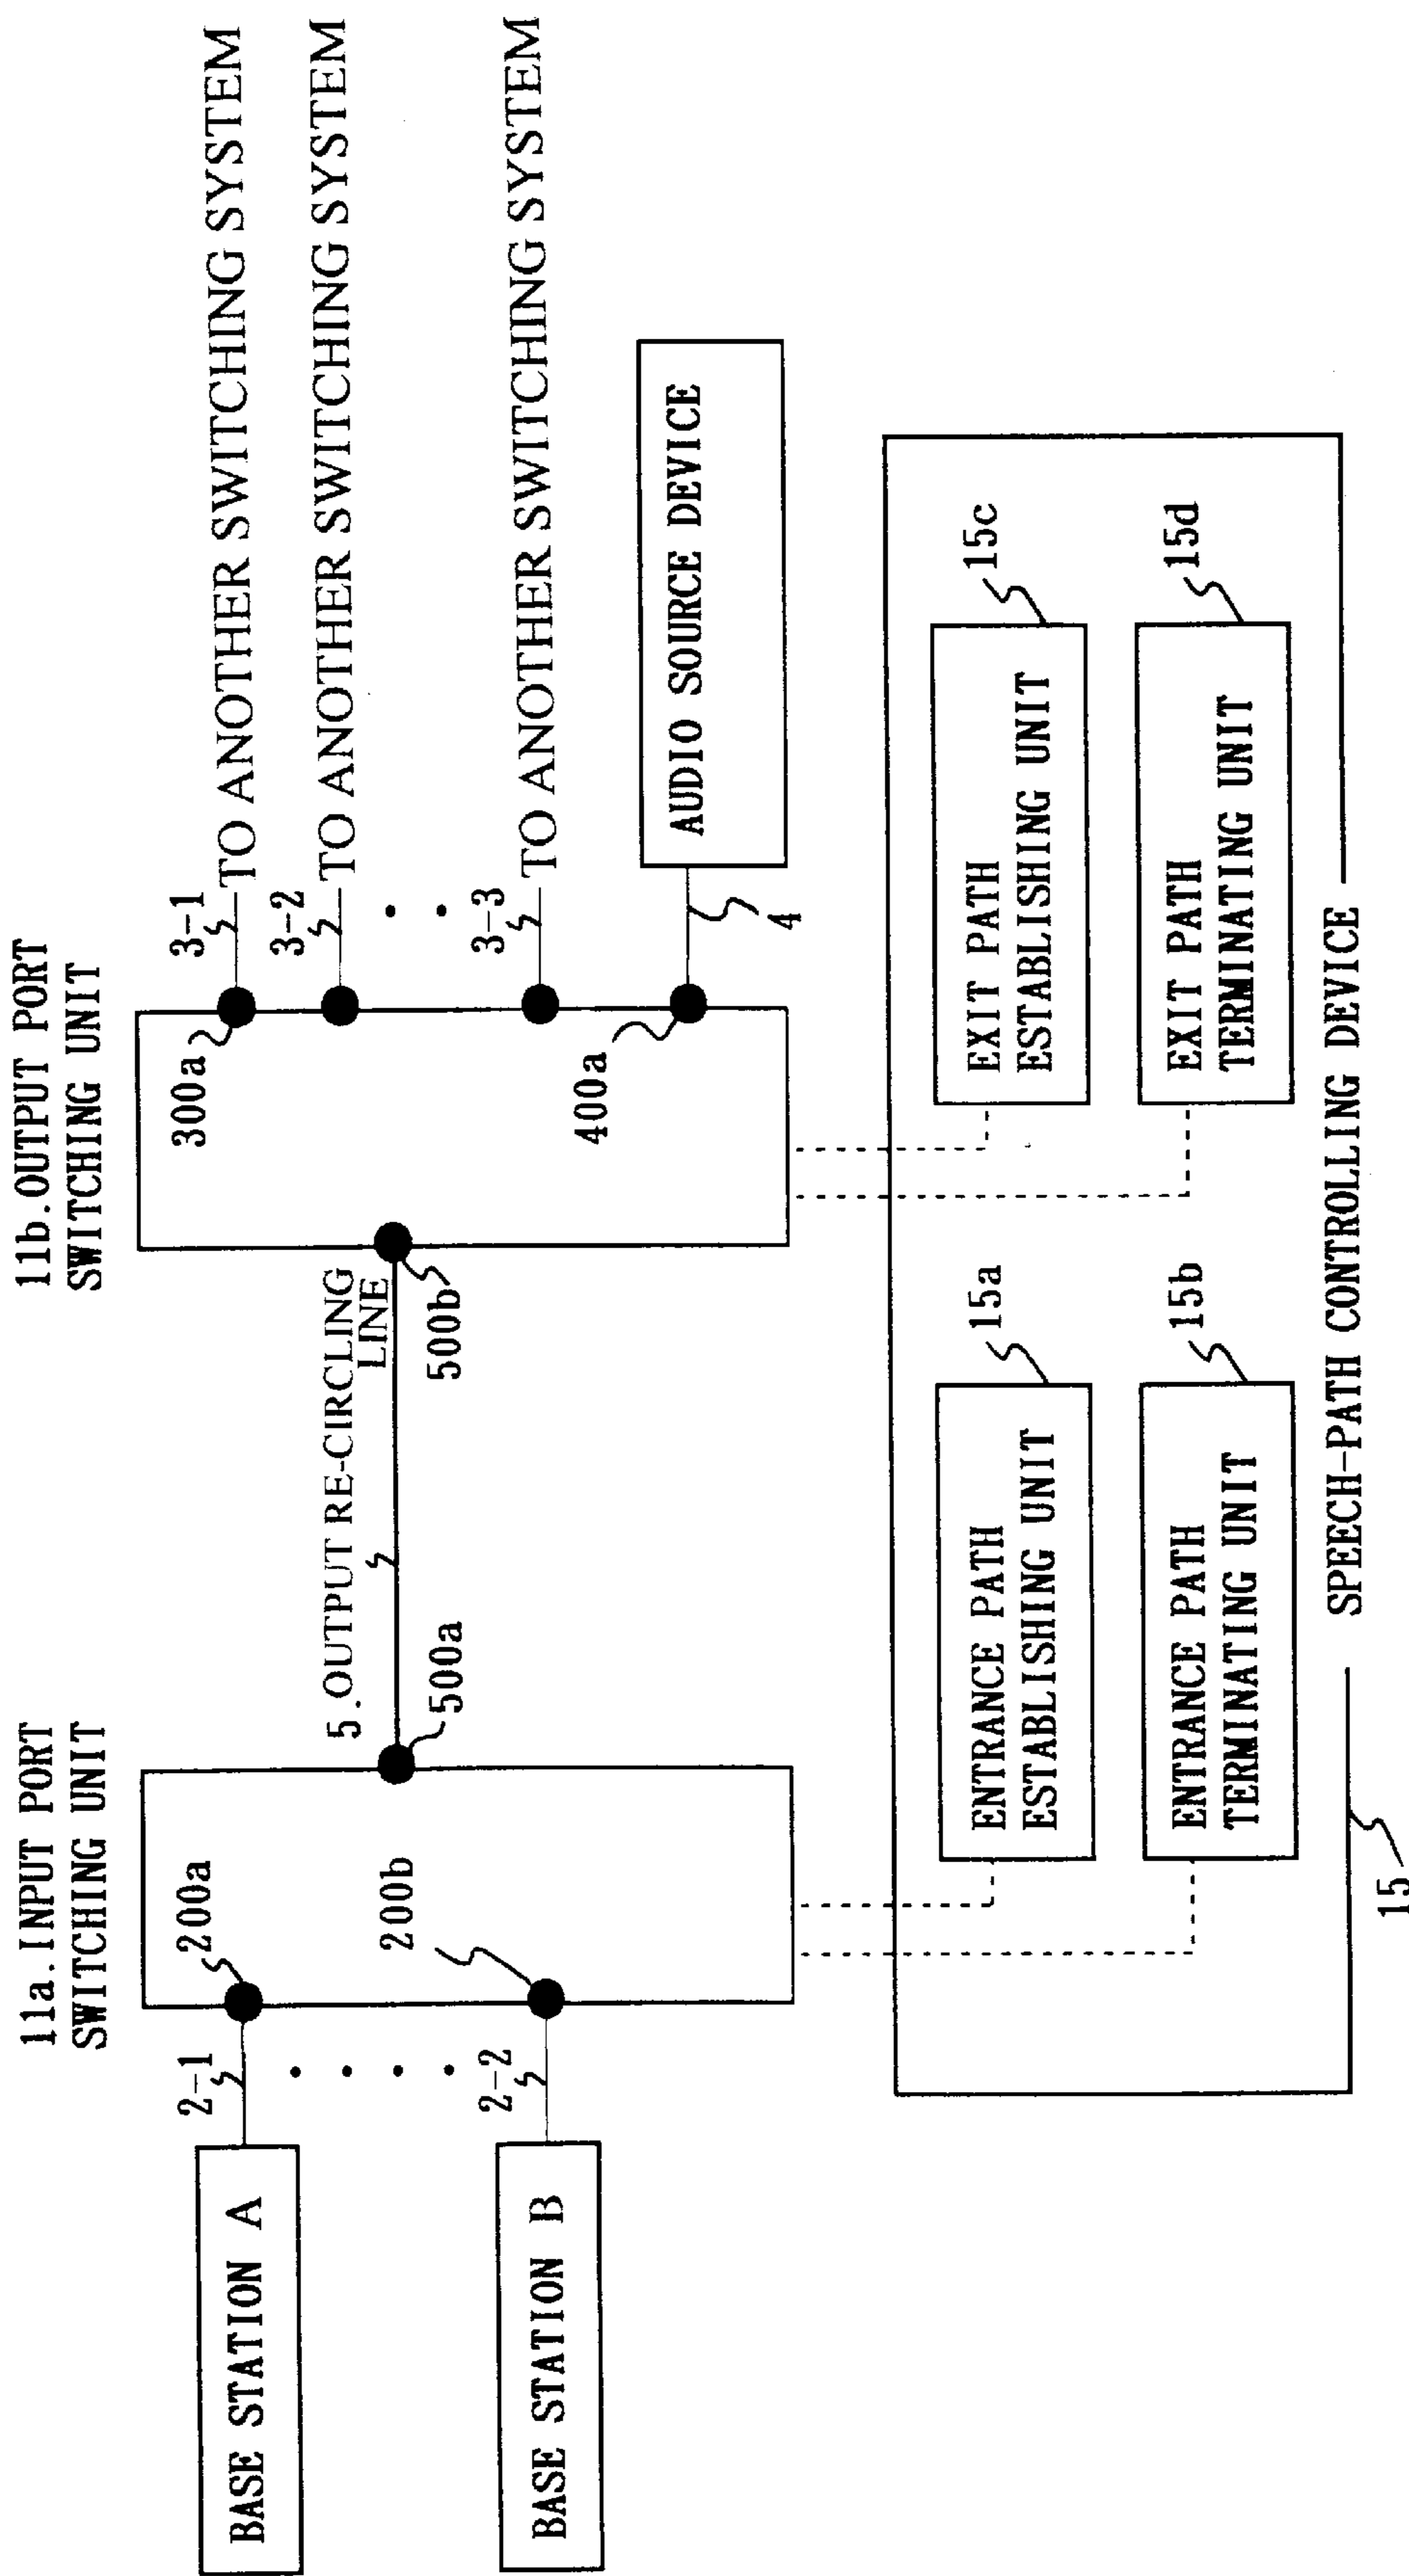 11a.INPUT PORT
SWITCHING UNIT
11b.OUTPUT PORT
SWITCHING UNIT
BASE STATION A
2-1
200a
BASE STATION B
2-2
200b
5.OUTPUT RE-CIRCLING
LINE
500a
500b
300a
400a
3-1
TO ANOTHER SWITCHING SYSTEM
3-2
TO ANOTHER SWITCHING SYSTEM
3-3
TO ANOTHER SWITCHING SYSTEM
4
AUDIO SOURCE DEVICE
ENTRANCE PATH
ESTABLISHING UNIT
15a
ENTRANCE PATH
TERMINATING UNIT
15b
EXIT PATH
ESTABLISHING UNIT
15c
EXIT PATH
TERMINATING UNIT
15d
SPEECH-PATH CONTROLLING DEVICE
15